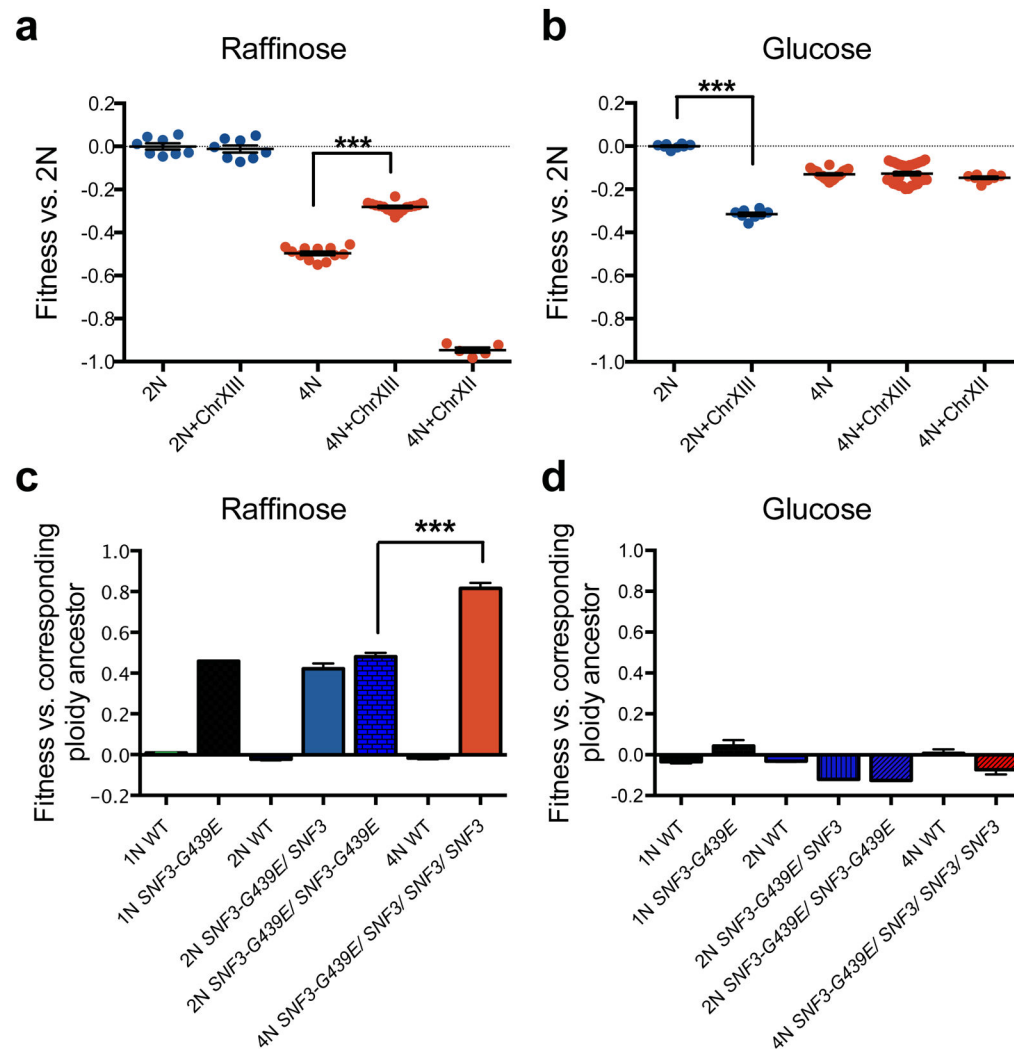 a
Raffinose
Fitness vs. 2N
0.2
0.0
-0.2
-0.4
-0.6
-0.8
-1.0
***
2N
2N+ChrXIII
4N
4N+ChrXIII
4N+ChrXII
b
Glucose
Fitness vs. 2N
0.2
0.0
-0.2
-0.4
-0.6
-0.8
-1.0
***
2N
2N+ChrXIII
4N
4N+ChrXIII
4N+ChrXII
c
Raffinose
Fitness vs. corresponding
ploidy ancestor
1.0
0.8
0.6
0.4
0.2
0.0
−0.2
***
1N WT
1N SNF3-G439E
2N WT
2N SNF3-G439E/ SNF3
2N SNF3-G439E/ SNF3-G439E
4N WT
4N SNF3-G439E/ SNF3/ SNF3/ SNF3
d
Glucose
Fitness vs. corresponding
ploidy ancestor
1.0
0.8
0.6
0.4
0.2
0.0
-0.2
1N WT
1N SNF3-G439E
2N WT
2N SNF3-G439E/ SNF3
2N SNF3-G439E/ SNF3-G439E
4N WT
4N SNF3-G439E/ SNF3/ SNF3/ SNF3